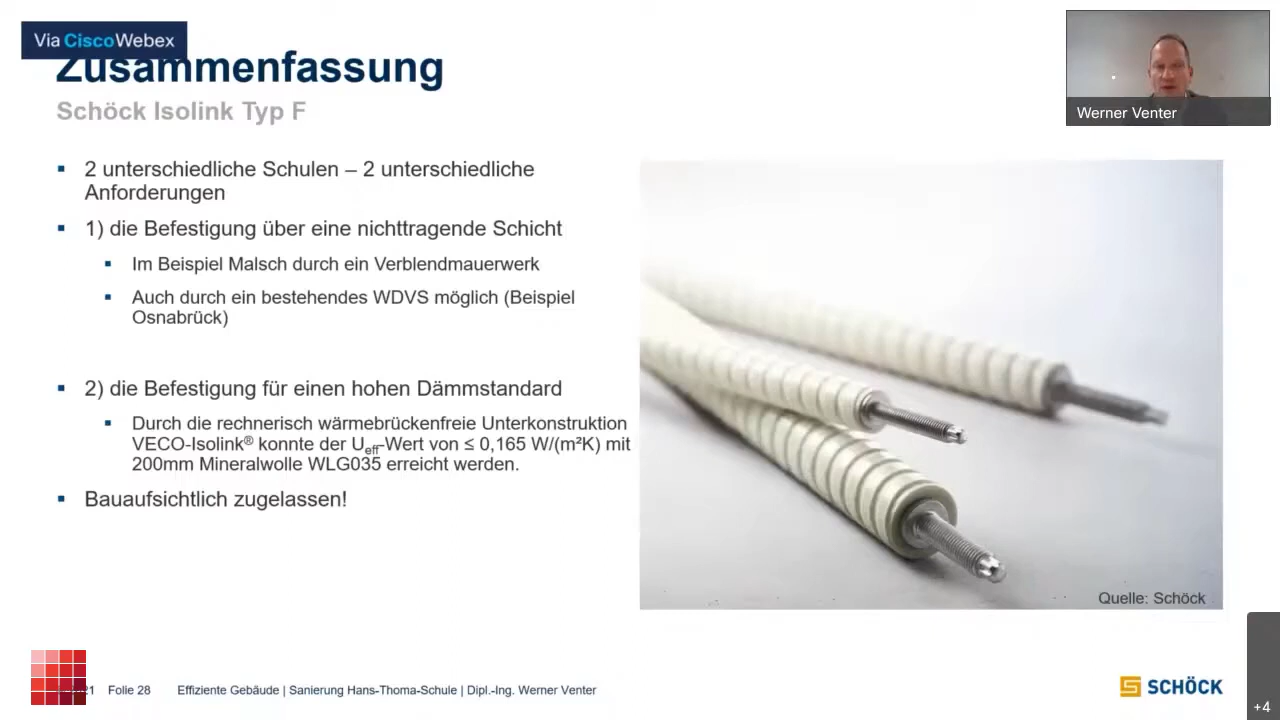 Via CiscoWebex
Zusammenfassung
Schöck Isolink Typ F
Werner Venter
▪ 2 unterschiedliche Schulen – 2 unterschiedliche
Anforderungen
▪ 1) die Befestigung über eine nichttragende Schicht
▪ Im Beispiel Malsch durch ein Verblendmauerwerk
▪ Auch durch ein bestehendes WDVS möglich (Beispiel
Osnabrück)
▪ 2) die Befestigung für einen hohen Dämmstandard
▪ Durch die rechnerisch wärmebrückenfreie Unterkonstruktion
VECO-Isolink® konnte der Ueff-Wert von ≤ 0,165 W/(m²K) mit
200mm Mineralwolle WLG035 erreicht werden.
▪ Bauaufsichtlich zugelassen!
Quelle: Schöck
Folie 28 Effiziente Gebäude | Sanierung Hans-Thoma-Schule | Dipl.-Ing. Werner Venter
SCHÖCK
+4